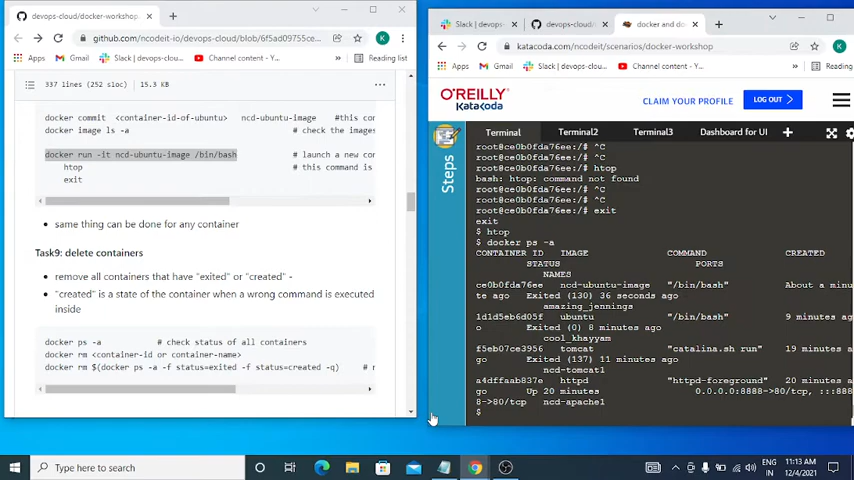 devops-cloud/docker-workshop
github.com/ncodeit-io/devops-cloud/blob/6f5ad09755ce...
Apps
Gmail
Slack | devops-clou...
Channel content - Y...
Reading list
337 lines (252 sloc)
15.3 KB
docker commit <container-id-of-ubuntu> ncd-ubuntu-image #this co
docker image ls -a # check the images
docker run -it ncd-ubuntu-image /bin/bash # launch a new co
htop # this command is
exit
same thing can be done for any container
Task9: delete containers
remove all containers that have "exited" or "created" -
"created" is a state of the container when a wrong command is executed
inside
docker ps -a # check status of all containers
docker rm <container-id or container-name>
docker rm $(docker ps -a -f status=exited -f status=created -q) # r
Slack | devops-
devops-cloud/
docker and do
katacoda.com/ncodeit/scenarios/docker-workshop
Apps
Gmail
Slack | devops-clou...
Channel content - Y...
Reading
O'REILLY
Katacoda
CLAIM YOUR PROFILE
LOG OUT
Steps
Terminal
Terminal2
Terminal3
Dashboard for UI
root@ce0b0fda76ee:/# ^C
root@ce0b0fda76ee:/# ^C
root@ce0b0fda76ee:/# htop
bash: htop: command not found
root@ce0b0fda76ee:/# ^C
root@ce0b0fda76ee:/# ^C
root@ce0b0fda76ee:/# exit
exit
$ htop
$ docker ps -a
CONTAINER ID IMAGE COMMAND CREATED
STATUS PORTS
NAMES
ce0b0fda76ee ncd-ubuntu-image "/bin/bash" About a minu
te ago Exited (130) 36 seconds ago
amazing_jennings
1d1d5eb6d05f ubuntu "/bin/bash" 9 minutes ag
o Exited (0) 8 minutes ago
cool_khayyam
f5eb07ce3956 tomcat "catalina.sh run" 19 minutes a
go Exited (137) 11 minutes ago
ncd-tomcat1
a4dffaab837e httpd "httpd-foreground" 20 minutes a
go Up 20 minutes 0.0.0.0:8888->80/tcp, :::888
8->80/tcp ncd-apache1
$
Type here to search
ENG
IN
11:13 AM
12/4/2021